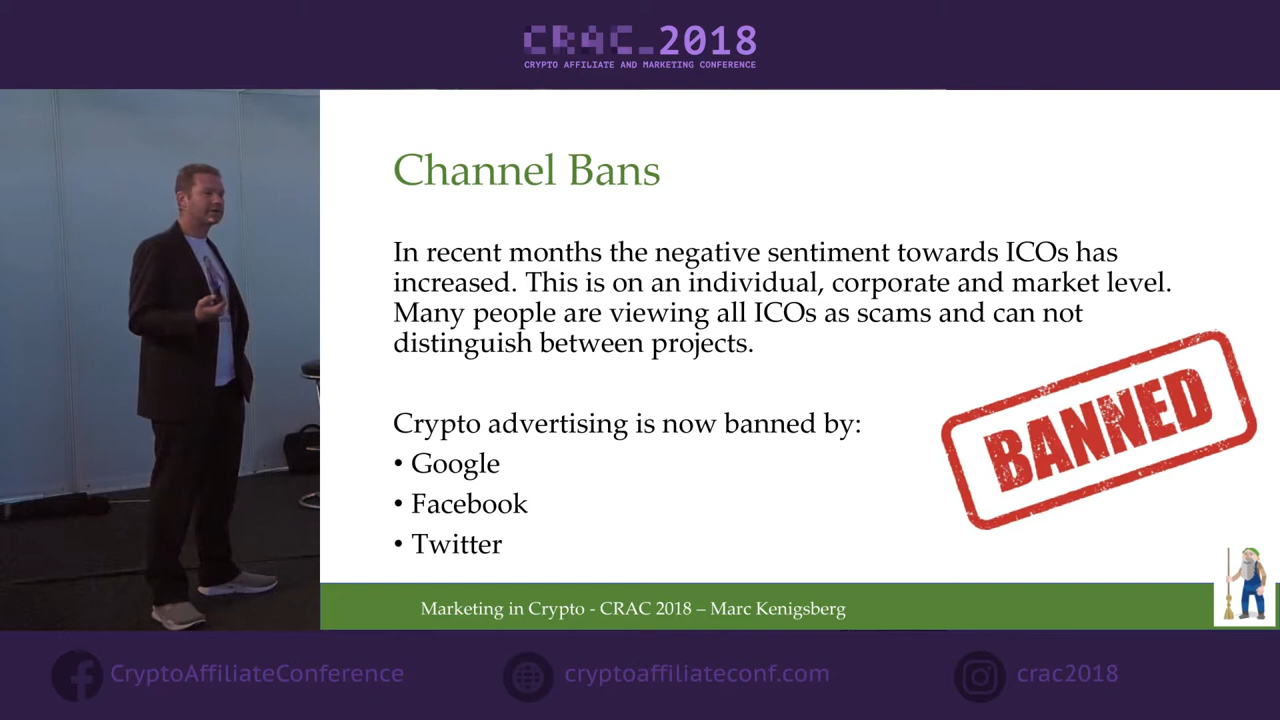 CRAC_2018
CRYPTO AFFILIATE AND MARKETING CONFERENCE
Channel Bans
In recent months the negative sentiment towards ICOs has
increased. This is on an individual, corporate and market level.
Many people are viewing all ICOs as scams and can not
distinguish between projects.
Crypto advertising is now banned by:
• Google
• Facebook
• Twitter
BANNED
Marketing in Crypto - CRAC 2018 – Marc Kenigsberg
CryptoAffiliateConference
cryptoaffiliateconf.com
crac2018